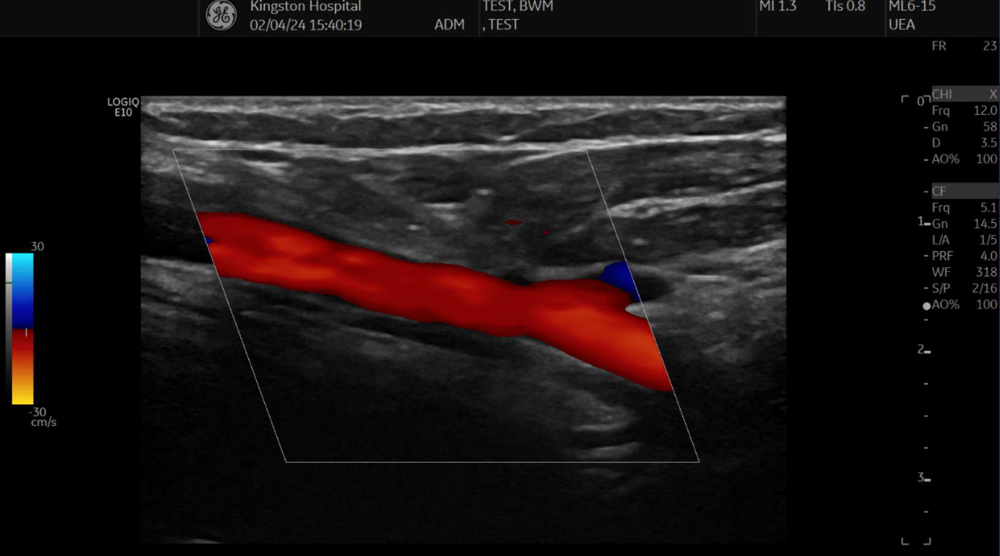 Kingston Hospital
02/04/24 15:40:19 ADM
TEST, BWM
, TEST
MI 1.3 TIs 0.8
ML6-15
UEA
FR 23
LOGIQ
E10
CHI X
Frq 12.0
Gn 58
D 3.5
AO% 100
CF
Frq 5.1
Gn 14.5
L/A 1/5
PRF 4.0
WF 318
S/P 2/16
AO% 100
0
1
2
3
30
-30
cm/s